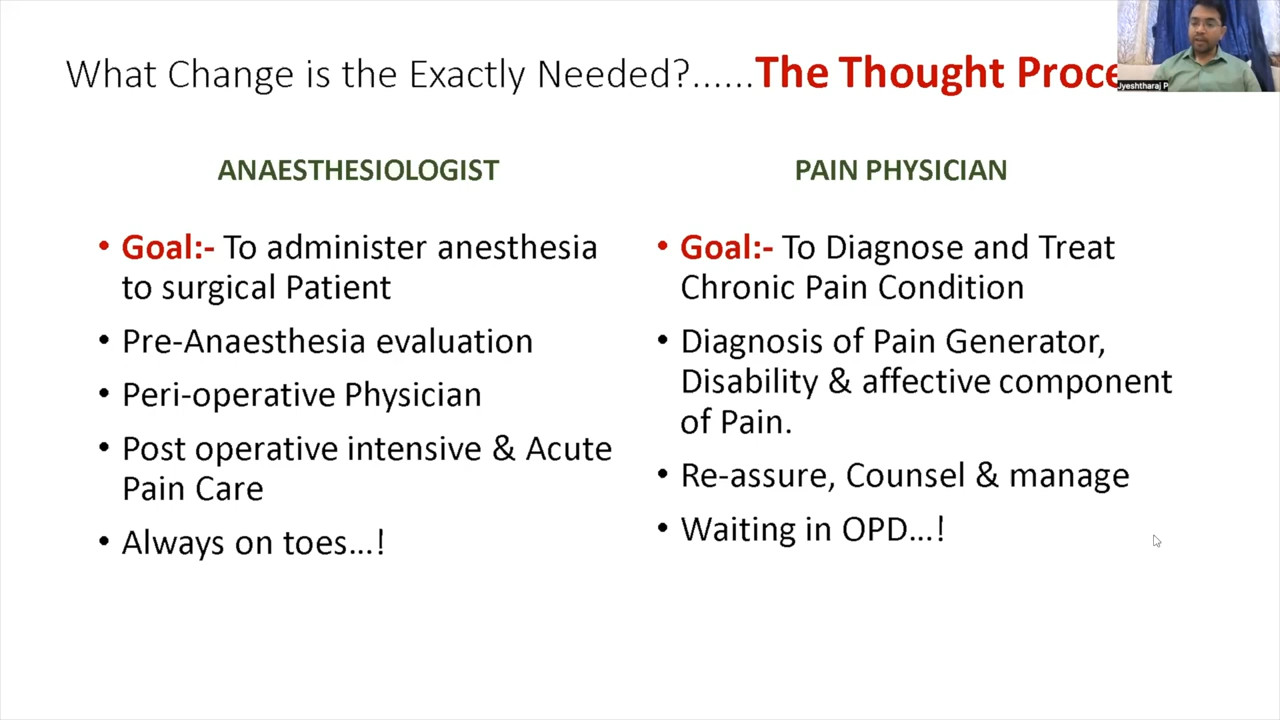 What Change is the Exactly Needed?......The Thought Proce
Jyeshtharaj P
ANAESTHESIOLOGIST
• Goal:- To administer anesthesia
to surgical Patient
• Pre-Anaesthesia evaluation
• Peri-operative Physician
• Post operative intensive & Acute
Pain Care
• Always on toes...!
PAIN PHYSICIAN
• Goal:- To Diagnose and Treat
Chronic Pain Condition
• Diagnosis of Pain Generator,
Disability & affective component
of Pain.
• Re-assure, Counsel & manage
• Waiting in OPD...!